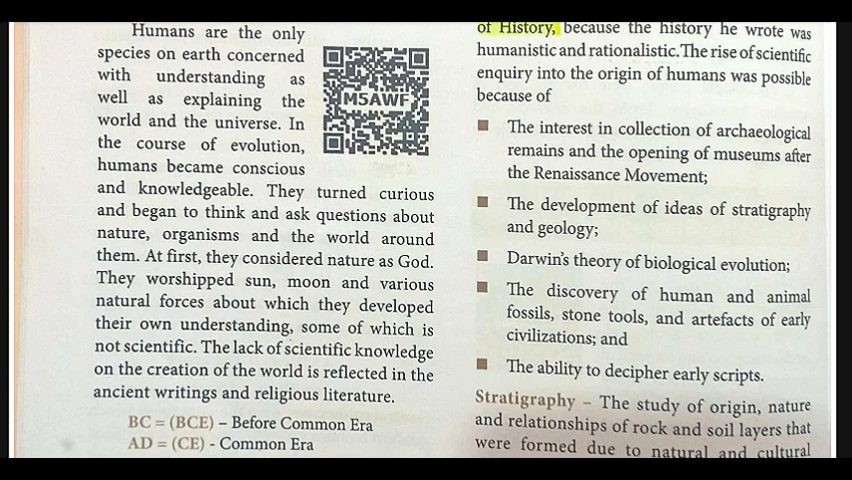 Humans are the only
species on earth concerned
with understanding as
well as explaining the
world and the universe. In
the course of evolution,
humans became conscious
and knowledgeable. They turned curious
and began to think and ask questions about
nature, organisms and the world around
them. At first, they considered nature as God.
They worshipped sun, moon and various
natural forces about which they developed
their own understanding, some of which is
not scientific. The lack of scientific knowledge
on the creation of the world is reflected in the
ancient writings and religious literature.
M5AWF
BC = (BCE) – Before Common Era
AD = (CE) - Common Era
of History, because the history he wrote was
humanistic and rationalistic. The rise of scientific
enquiry into the origin of humans was possible
because of
The interest in collection of archaeological
remains and the opening of museums after
the Renaissance Movement;
The development of ideas of stratigraphy
and geology;
Darwin's theory of biological evolution;
The discovery of human and animal
fossils, stone tools, and artefacts of early
civilizations; and
The ability to decipher early scripts.
Stratigraphy – The study of origin, nature
and relationships of rock and soil layers that
were formed due to natural and cultural